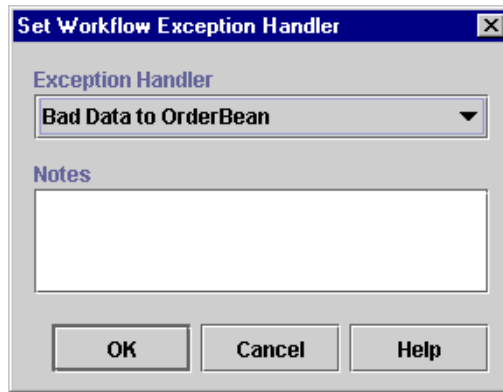 Set Workflow Exception Handler
Exception Handler
Bad Data to OrderBean
Notes
OK Cancel Help